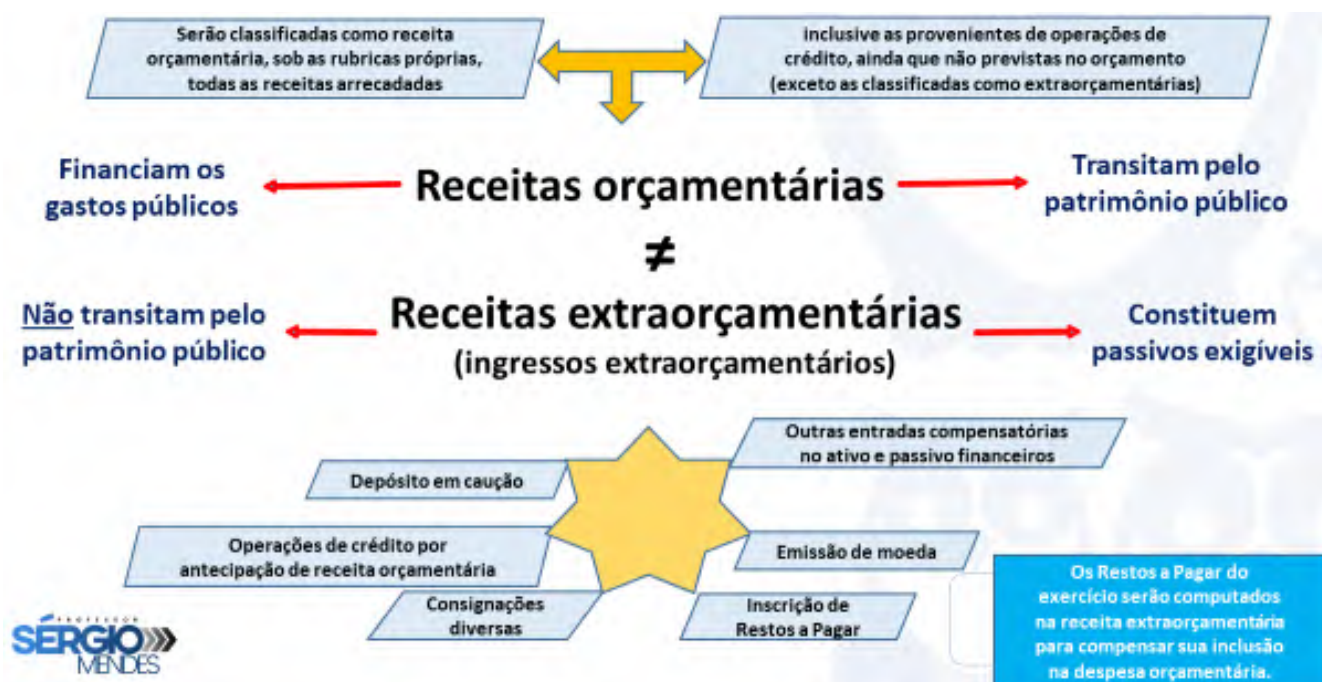 Serão classificadas como receita
orçamentária, sob as rubricas próprias,
todas as receitas arrecadadas
Inclusive as provenientes de operações de
crédito, ainda que não previstas no orçamento
(exceto as classificadas como extraorçamentárias)
Financiam os
gastos públicos
Receitas orçamentárias
Transitam pelo
patrimônio público
≠
Não transitam pelo
patrimônio público
Receitas extraorçamentárias
(ingressos extraorçamentários)
Constituem
passivos exigíveis
Outras entradas compensatórias
no ativo e passivo financeiros
Depósito em caução
Operações de crédito por
antecipação de receita orçamentária
Emissão de moeda
Consignações
diversas
Inscrição de
Restos a Pagar
Os Restos a Pagar do
exercício serão computados
na receita extraorçamentária
para compensar sua inclusão
na despesa orçamentária.
PROFESSOR
SÉRGIO
MENDES